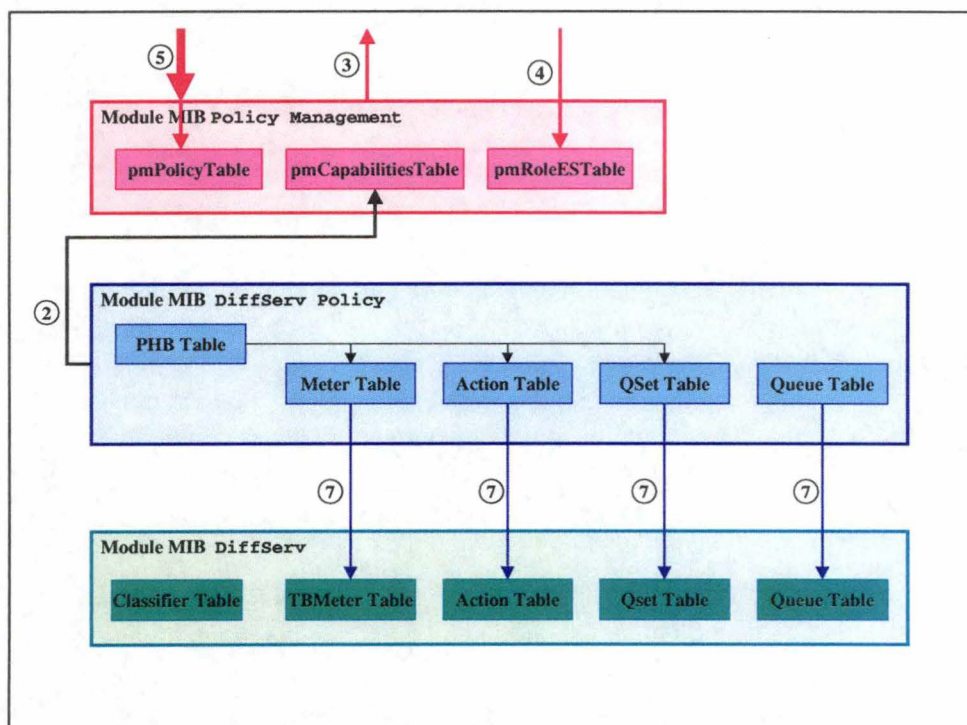 ⑤
③
④
Module MIB Policy Management
pmPolicyTable
pmCapabilitiesTable
pmRoleESTable
②
Module MIB DiffServ Policy
PHB Table
Meter Table
Action Table
QSet Table
Queue Table
⑦
⑦
⑦
⑦
Module MIB DiffServ
Classifier Table
TBMeter Table
Action Table
Qset Table
Queue Table